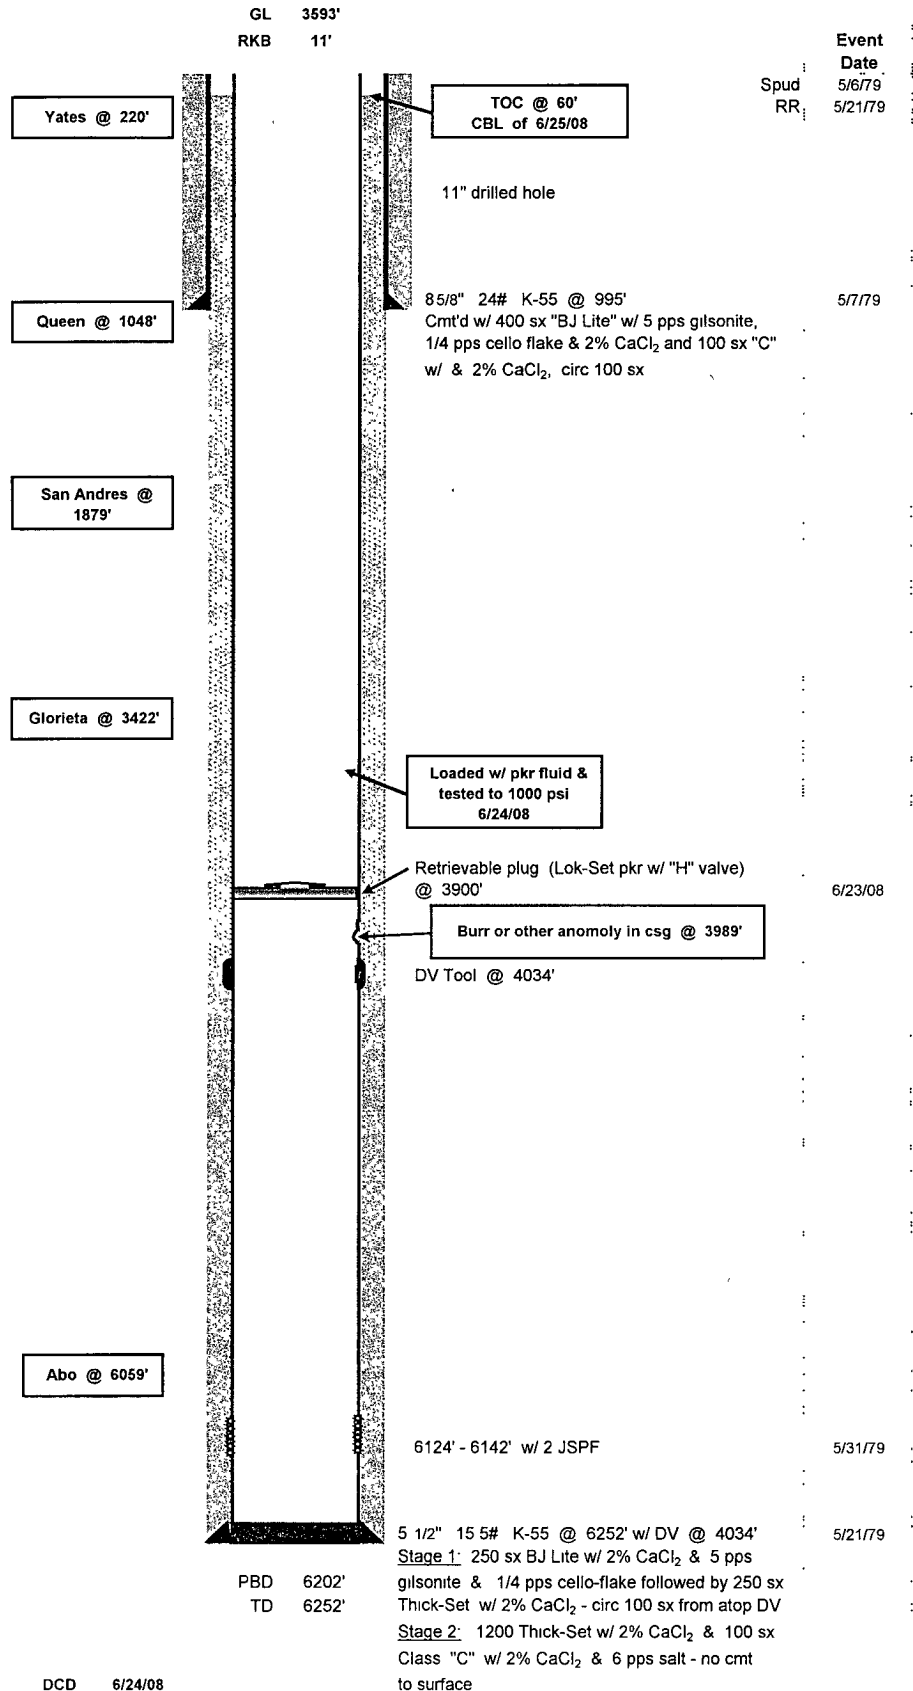 GL 3593'
RKB 11'
Event
Date
Spud 5/6/79
RR 5/21/79
Yates @ 220'
TOC @ 60'
CBL of 6/25/08
11" drilled hole
8 5/8" 24# K-55 @ 995' 5/7/79
Cmt'd w/ 400 sx "BJ Lite" w/ 5 pps gilsonite,
1/4 pps cello flake & 2% CaCl₂ and 100 sx "C"
w/ & 2% CaCl₂, circ 100 sx
Queen @ 1048'
San Andres @
1879'
Glorieta @ 3422'
Loaded w/ pkr fluid &
tested to 1000 psi
6/24/08
Retrievable plug (Lok-Set pkr w/ "H" valve)
@ 3900' 6/23/08
Burr or other anomoly in csg @ 3989'
DV Tool @ 4034'
Abo @ 6059'
6124' - 6142' w/ 2 JSPF 5/31/79
5 1/2" 15 5# K-55 @ 6252' w/ DV @ 4034' 5/21/79
Stage 1: 250 sx BJ Lite w/ 2% CaCl₂ & 5 pps
gilsonite & 1/4 pps cello-flake followed by 250 sx
Thick-Set w/ 2% CaCl₂ - circ 100 sx from atop DV
Stage 2: 1200 Thick-Set w/ 2% CaCl₂ & 100 sx
Class "C" w/ 2% CaCl₂ & 6 pps salt - no cmt
to surface
PBD 6202'
TD 6252'
DCD 6/24/08